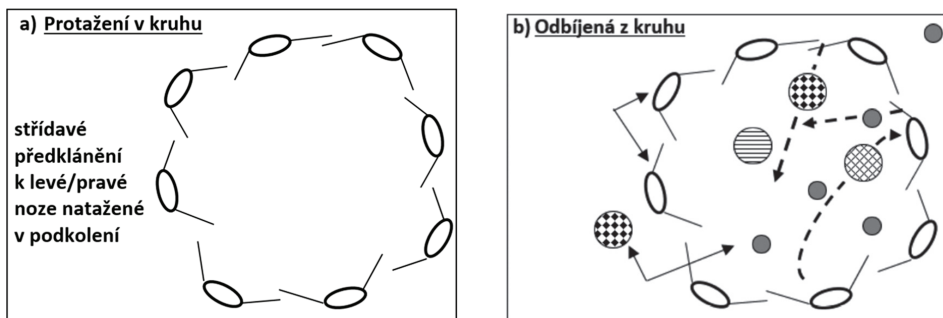 a) Protažení v kruhu
střídavé
předklánění
k levé/pravé
noze natažené
v podkolení
b) Odbíjená z kruhu